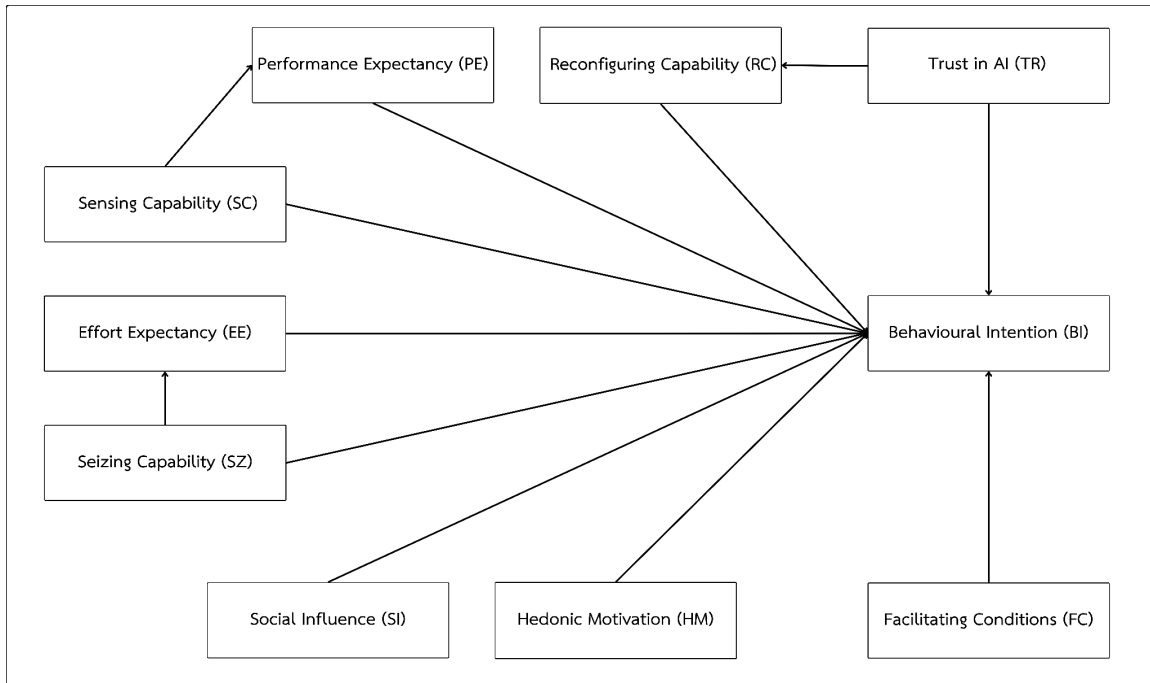 Performance Expectancy (PE)
Reconfiguring Capability (RC)
Trust in AI (TR)
Sensing Capability (SC)
Effort Expectancy (EE)
Behavioural Intention (BI)
Seizing Capability (SZ)
Social Influence (SI)
Hedonic Motivation (HM)
Facilitating Conditions (FC)